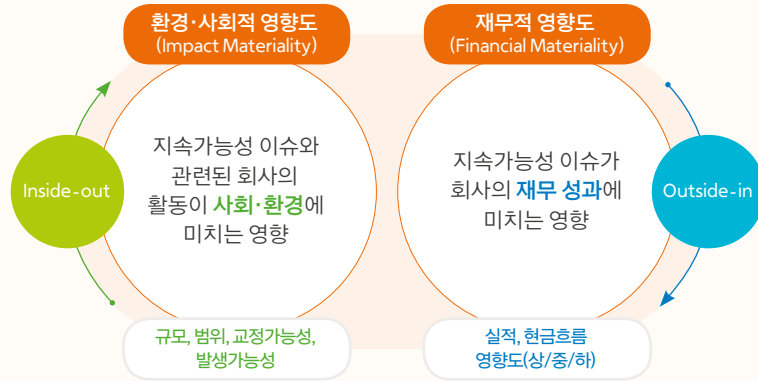 환경·사회적 영향도
(Impact Materiality)
재무적 영향도
(Financial Materiality)
Inside-out
지속가능성 이슈와
관련된 회사의
활동이 사회·환경에
미치는 영향
지속가능성 이슈가
회사의 재무 성과에
미치는 영향
Outside-in
규모, 범위, 교정가능성,
발생가능성
실적, 현금흐름
영향도(상/중/하)